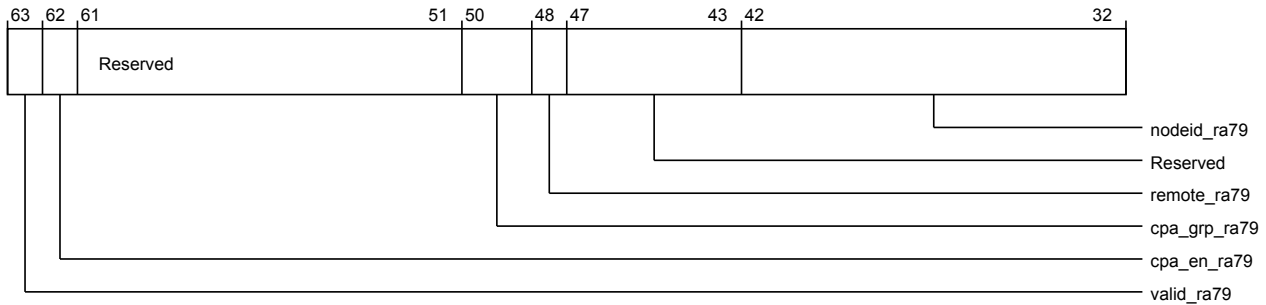 63 62 61 51 50 48 47 43 42 32
Reserved
nodeid_ra79
Reserved
remote_ra79
cpa_grp_ra79
cpa_en_ra79
valid_ra79